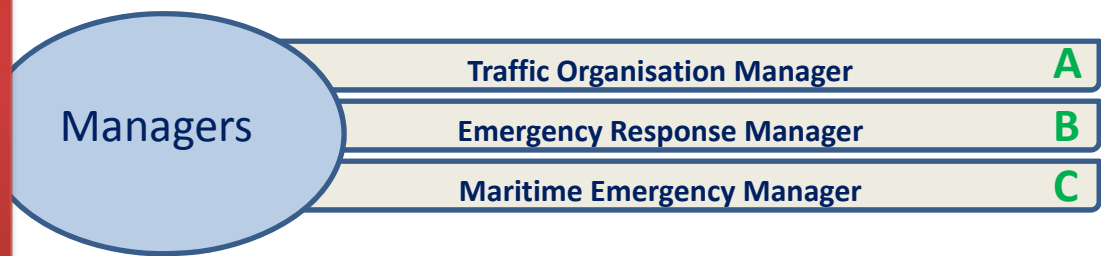 Managers
Traffic Organisation Manager A
Emergency Response Manager B
Maritime Emergency Manager C